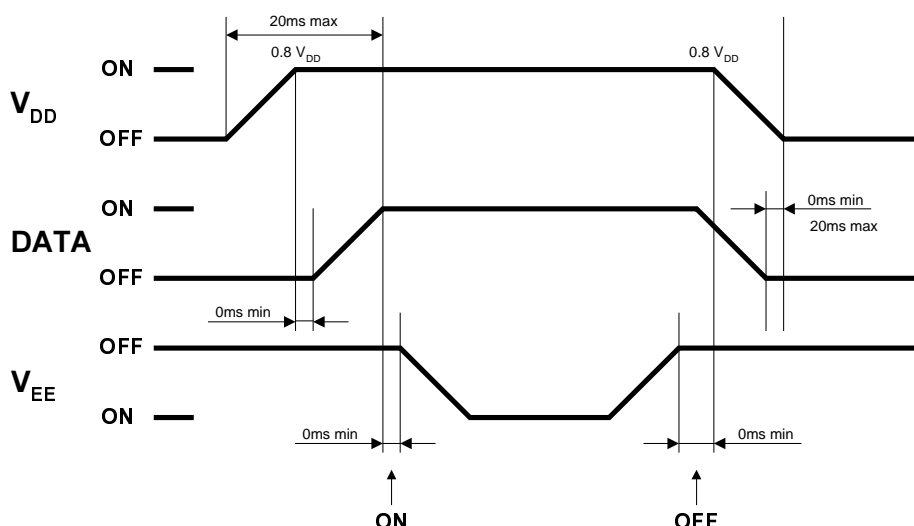 20ms max
0.8 VDD
0.8 VDD
ON
VDD
OFF
ON
0ms min
20ms max
DATA
OFF
0ms min
OFF
VEE
ON
0ms min
0ms min
ON
OFF